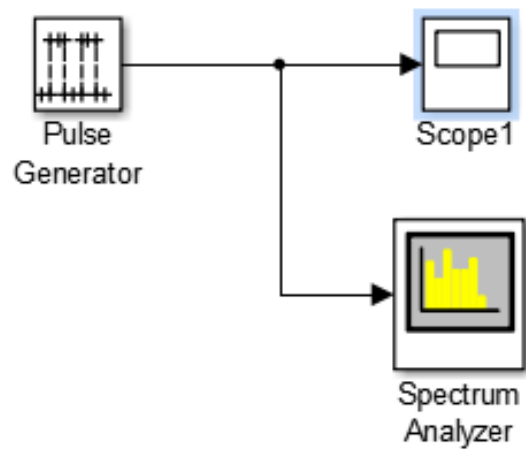 Pulse
Generator
Scope1
Spectrum
Analyzer